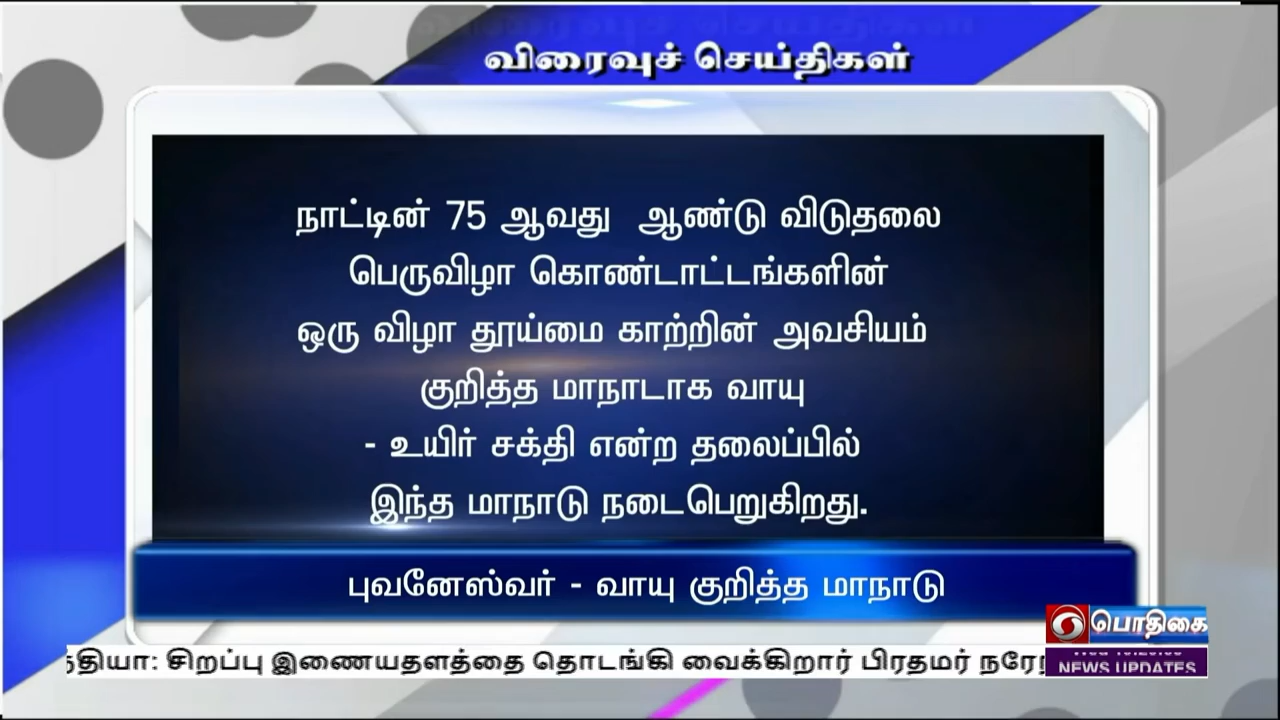 விரைவுச் செய்திகள்
நாட்டின் 75 ஆவது ஆண்டு விடுதலை
பெருவிழா கொண்டாட்டங்களின்
ஒரு விழா தூய்மை காற்றின் அவசியம்
குறித்த மாநாடாக வாயு
- உயிர் சக்தி என்ற தலைப்பில்
இந்த மாநாடு நடைபெறுகிறது.
புவனேஸ்வர் - வாயு குறித்த மாநாடு
பொதிகை
சிறப்பு இணையதளத்தை தொடங்கி வைக்கிறார் பிரதமர்
NEWS UPDATES